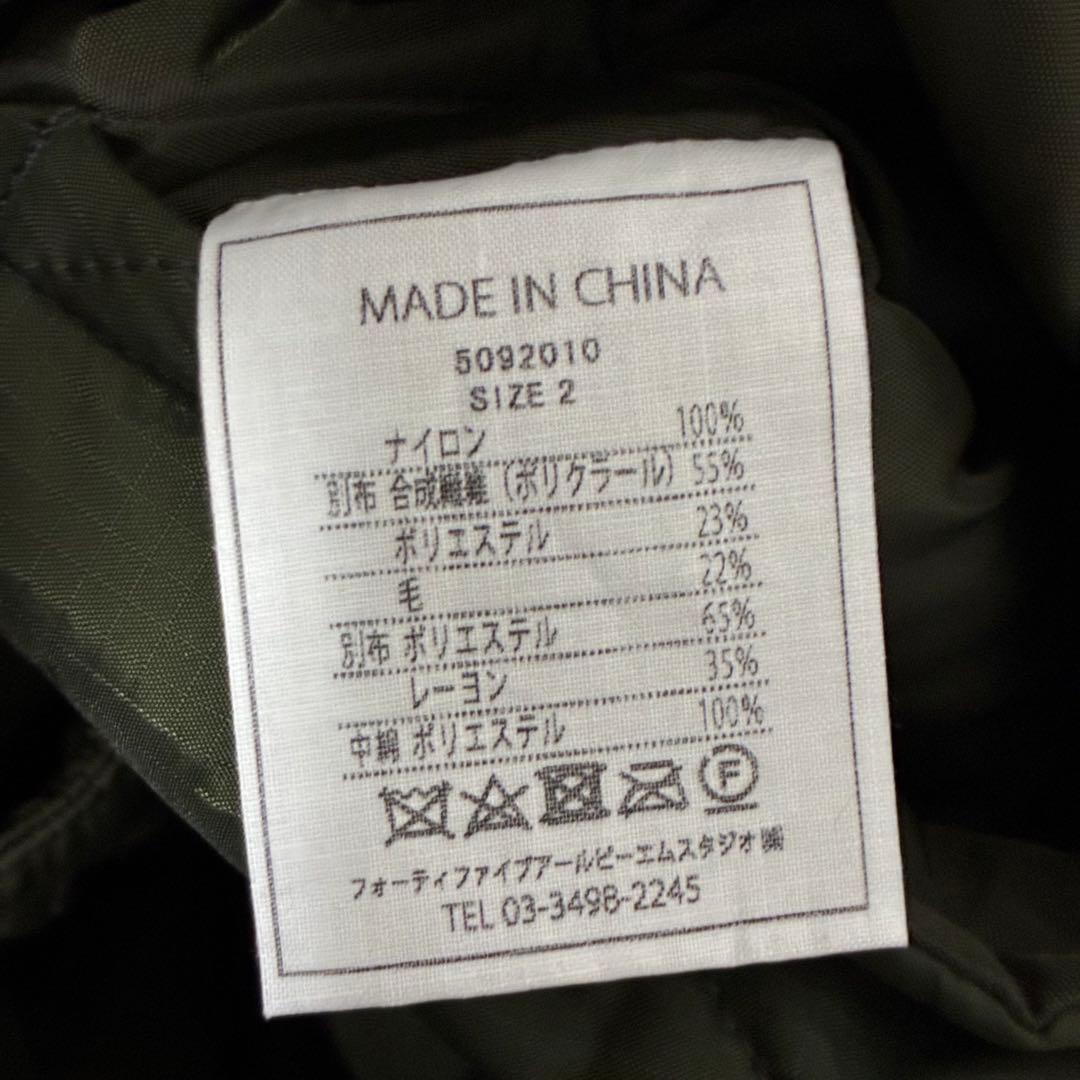 MADE IN CHINA
5092010
SIZE 2
ナイロン 100%
別布 合成繊維 (ポリクラール) 55%
ポリエステル 23%
毛 22%
別布 ポリエステル 65%
レーヨン 35%
中綿 ポリエステル 100%
F
フォーティファイブアールピーエムスタジオ㈱
TEL 03-3498-2245